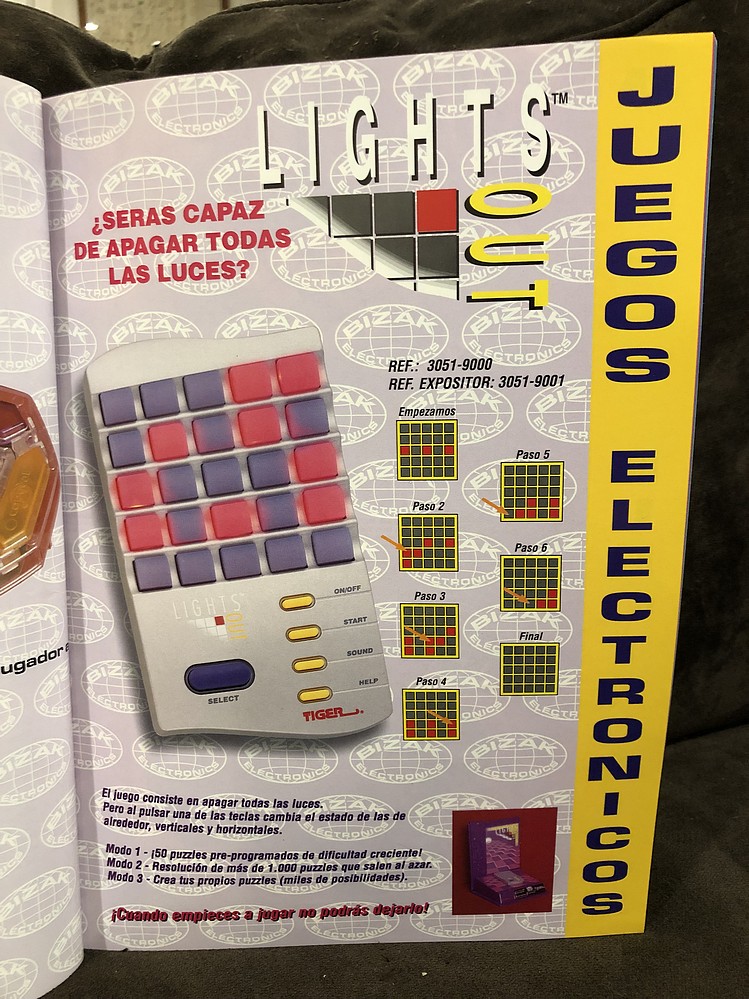 LIGHTS™
OUT
¿SERAS CAPAZ
DE APAGAR TODAS
LAS LUCES?
JUEGOS ELECTRONICOS
REF.: 3051-9000
REF. EXPOSITOR: 3051-9001
Empezamos
Paso 2
Paso 3
Paso 4
Paso 5
Paso 6
Final
LIGHTS
OUT
ON/OFF
START
SOUND
HELP
SELECT
TIGER
ugador
El juego consiste en apagar todas las luces.
Pero al pulsar una de las teclas cambia el estado de las de
alrededor, verticales y horizontales.
Modo 1 - ¡50 puzzles pre-programados de dificultad creciente!
Modo 2 - Resolución de más de 1.000 puzzles que salen al azar.
Modo 3 - Crea tus propios puzzles (miles de posibilidades).
¡Cuando empieces a jugar no podrás dejarlo!
BIZAK
ELECTRONICS